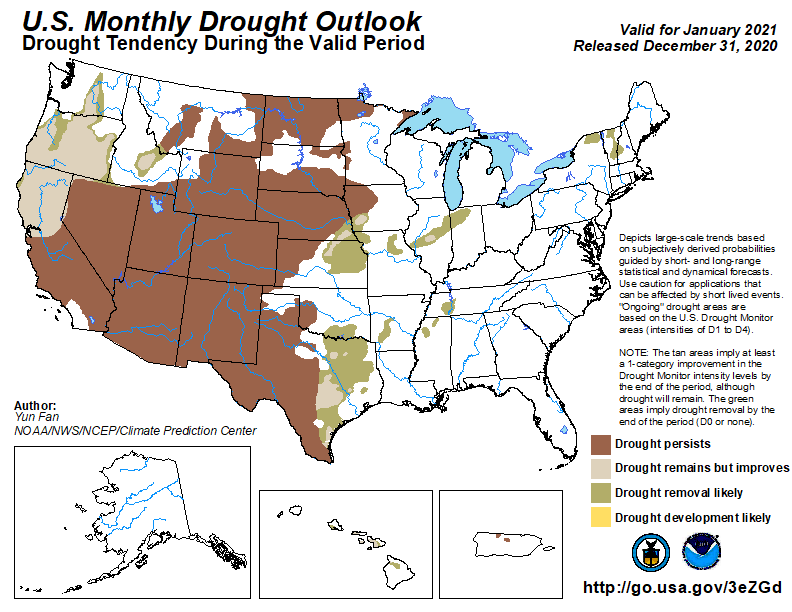 U.S. Monthly Drought Outlook
Drought Tendency During the Valid Period
Valid for January 2021
Released December 31, 2020
Depicts large-scale trends based
on subjectively derived probabilities
guided by short- and long-range
statistical and dynamical forecasts.
Use caution for applications that
can be affected by short lived events.
"Ongoing" drought areas are
based on the U.S. Drought Monitor
areas (intensities of D1 to D4).
NOTE: The tan areas imply at least
a 1-category improvement in the
Drought Monitor intensity levels by
the end of the period, although
drought will remain. The green
areas imply drought removal by the
end of the period (D0 or none).
Author:
Yun Fan
NOAA/NWS/NCEP/Climate Prediction Center
Drought persists
Drought remains but improves
Drought removal likely
Drought development likely
http://go.usa.gov/3eZGd